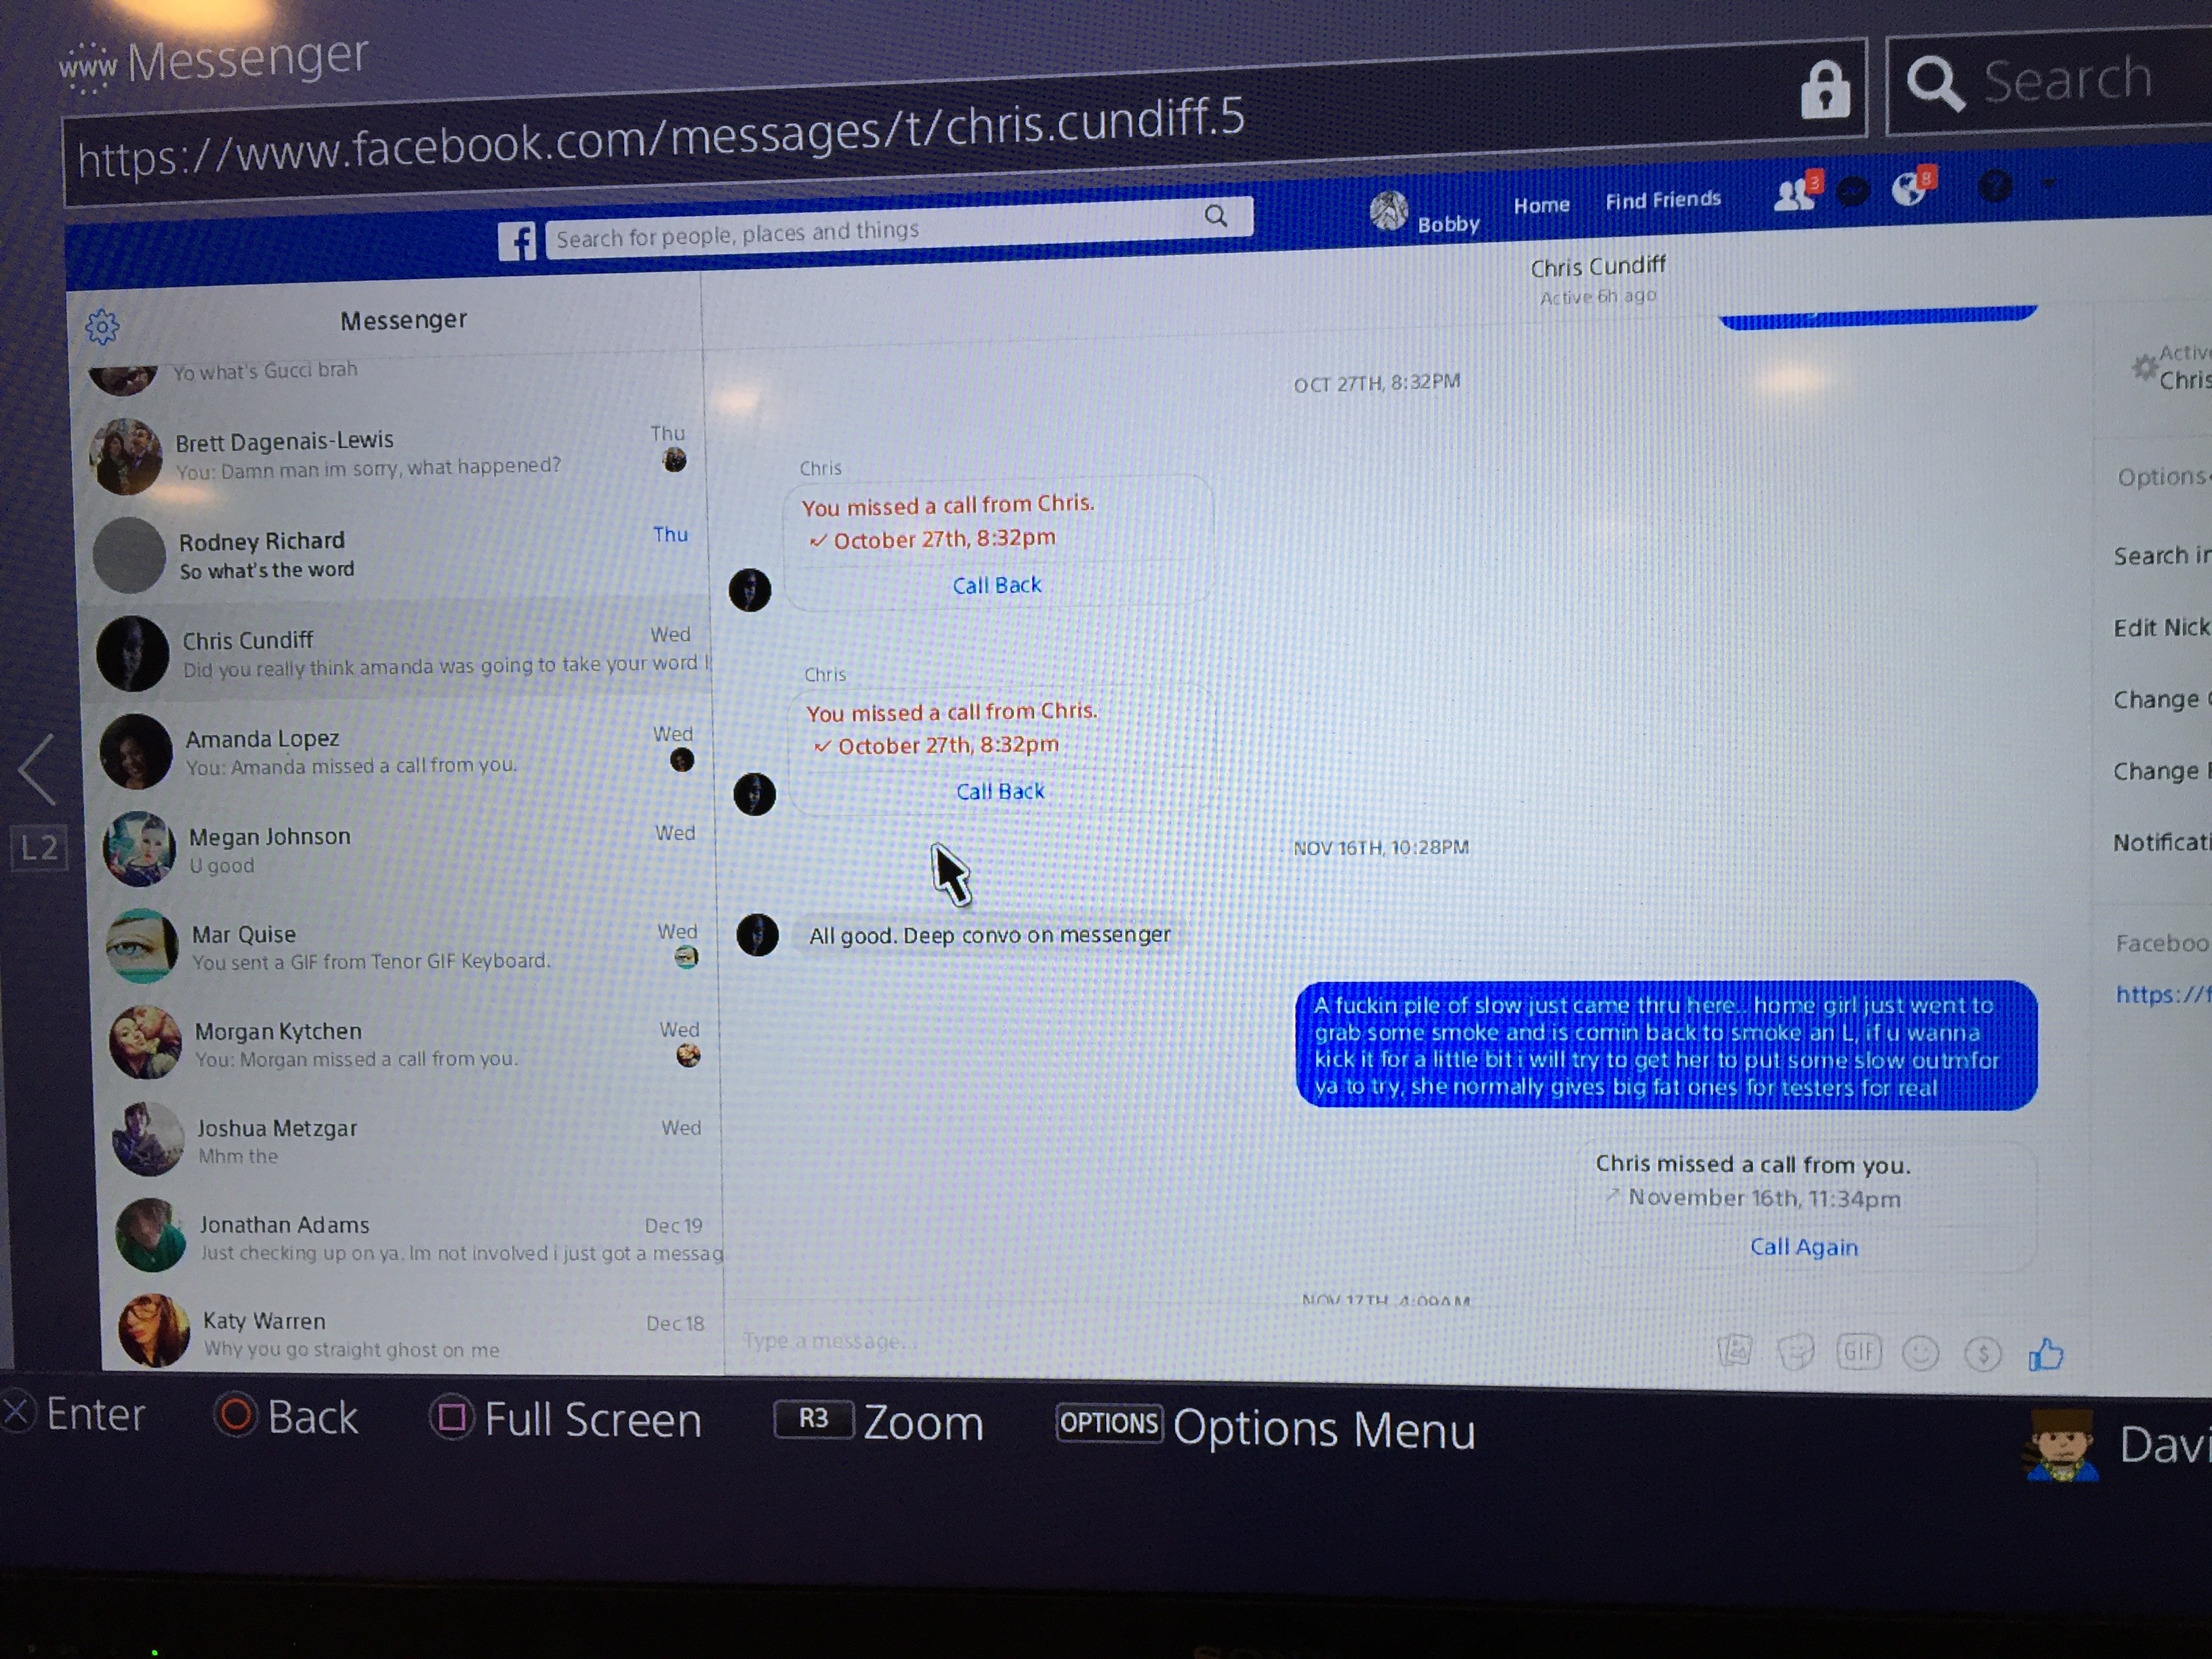 www Messenger
https://www.facebook.com/messages/t/chris.cundiff.5
Search
f
Search for people, places and things
Bobby
Home
Find Friends
3
8
?
Messenger
Chris Cundiff
Active 6h ago
Yo what's Gucci brah
Brett Dagenais-Lewis
Thu
You: Damn man im sorry, what happened?
Rodney Richard
Thu
So what's the word
Chris Cundiff
Wed
Did you really think amanda was going to take your word
Amanda Lopez
Wed
You: Amanda missed a call from you.
Megan Johnson
Wed
U good
Mar Quise
Wed
You sent a GIF from Tenor GIF Keyboard.
Morgan Kytchen
Wed
You: Morgan missed a call from you.
Joshua Metzgar
Wed
Mhm the
Jonathan Adams
Dec 19
Just checking up on ya. Im not involved i just got a messag
Katy Warren
Dec 18
Why you go straight ghost on me
OCT 27TH, 8:32PM
Chris
You missed a call from Chris.
October 27th, 8:32pm
Call Back
Chris
You missed a call from Chris.
October 27th, 8:32pm
Call Back
NOV 16TH, 10:28PM
All good. Deep convo on messenger
A fuckin pile of slow just came thru here.. home girl just went to
grab some smoke and is comin back to smoke an L, if u wanna
kick it for a little bit i will try to get her to put some slow outmfor
ya to try, she normally gives big fat ones for testers for real
Chris missed a call from you.
November 16th, 11:34pm
Call Again
NOV 17TH, 4:09AM
Type a message...
GIF
$
Activ
Chris
Options
Search in
Edit Nick
Change
Change
Notificati
Faceboo
https://f
L2
Enter
Back
Full Screen
R3 Zoom
OPTIONS Options Menu
Davi